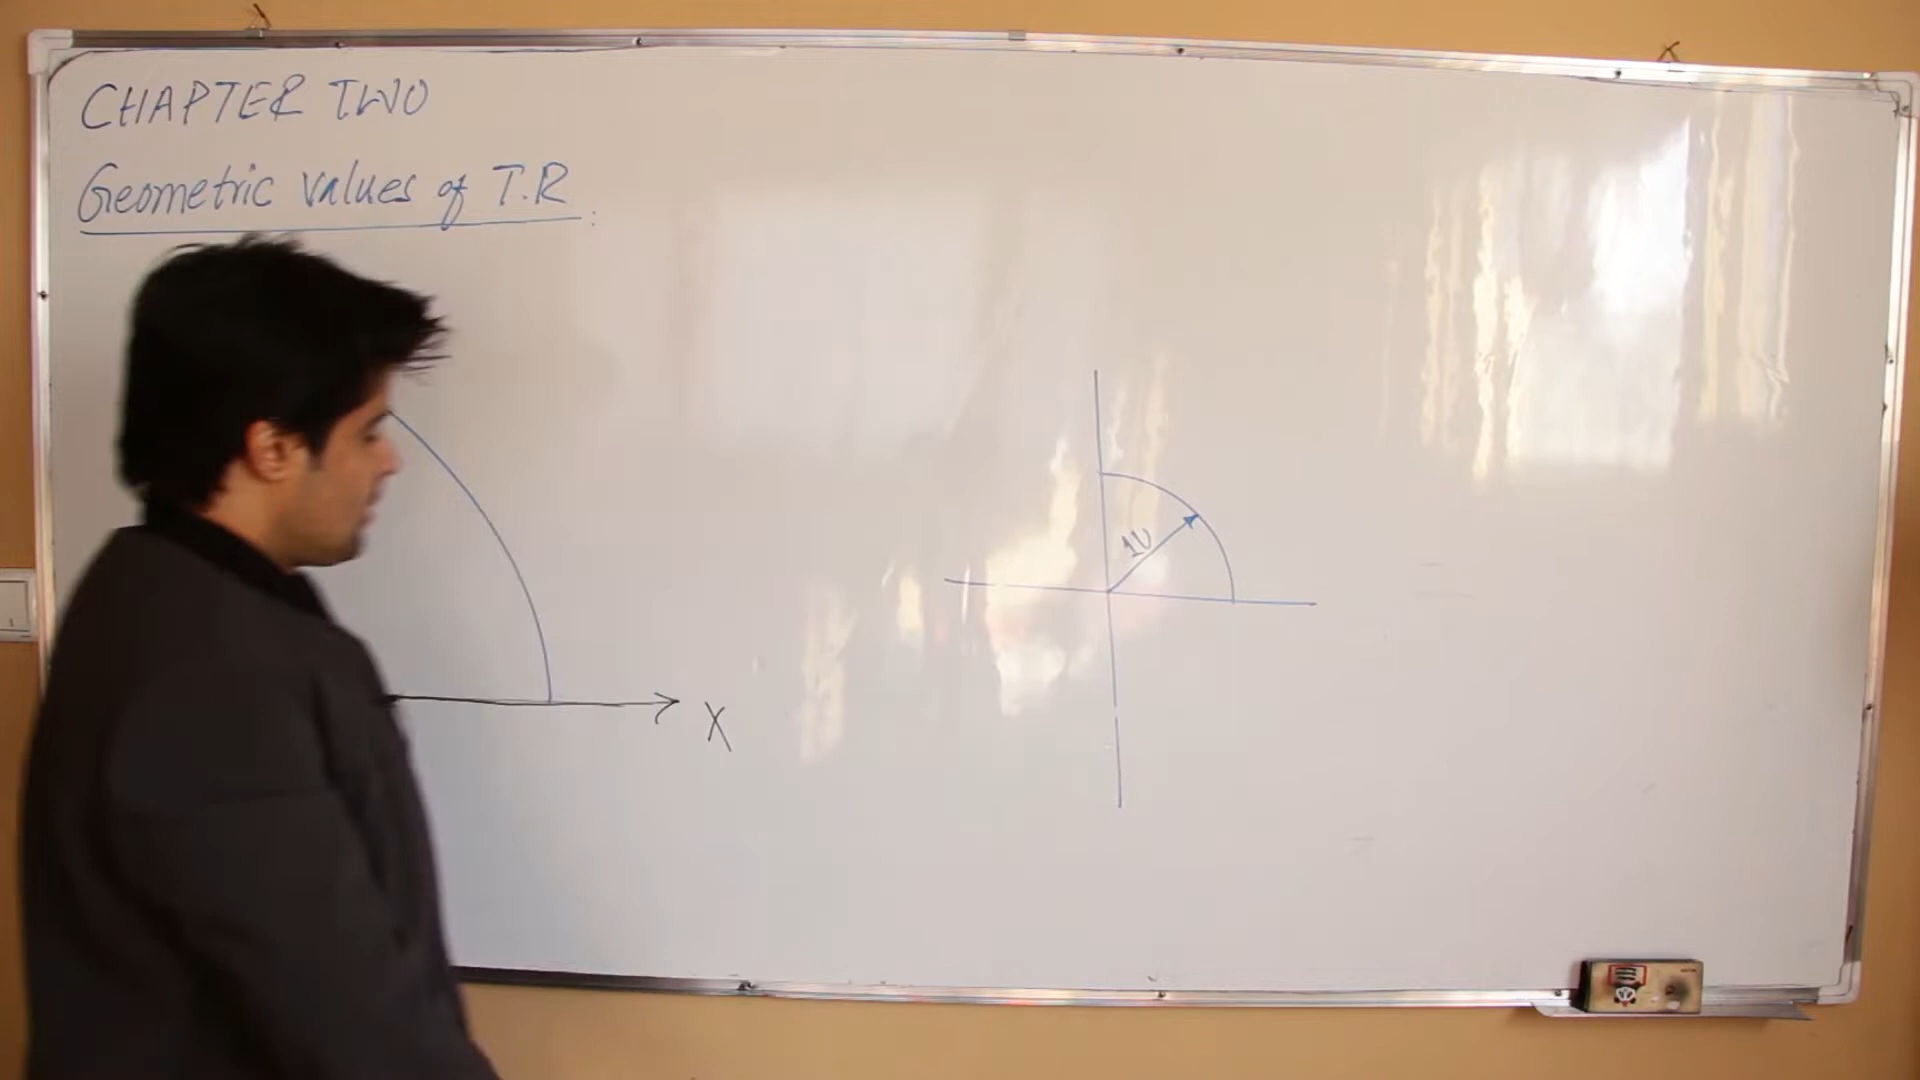 CHAPTER TWO
Geometric values of T.R :
1U
X